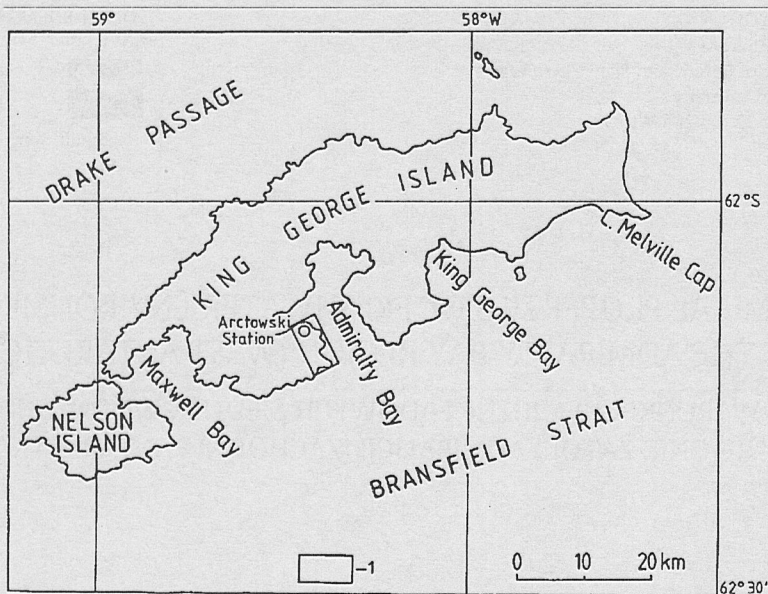 59°
58°W
DRAKE PASSAGE
KING GEORGE ISLAND
62°S
C. Melville Cap
King George Bay
Arctowski
Station
Admiralty Bay
Maxwell Bay
NELSON
ISLAND
BRANSFIELD STRAIT
-1
0 10 20 km
62°30'